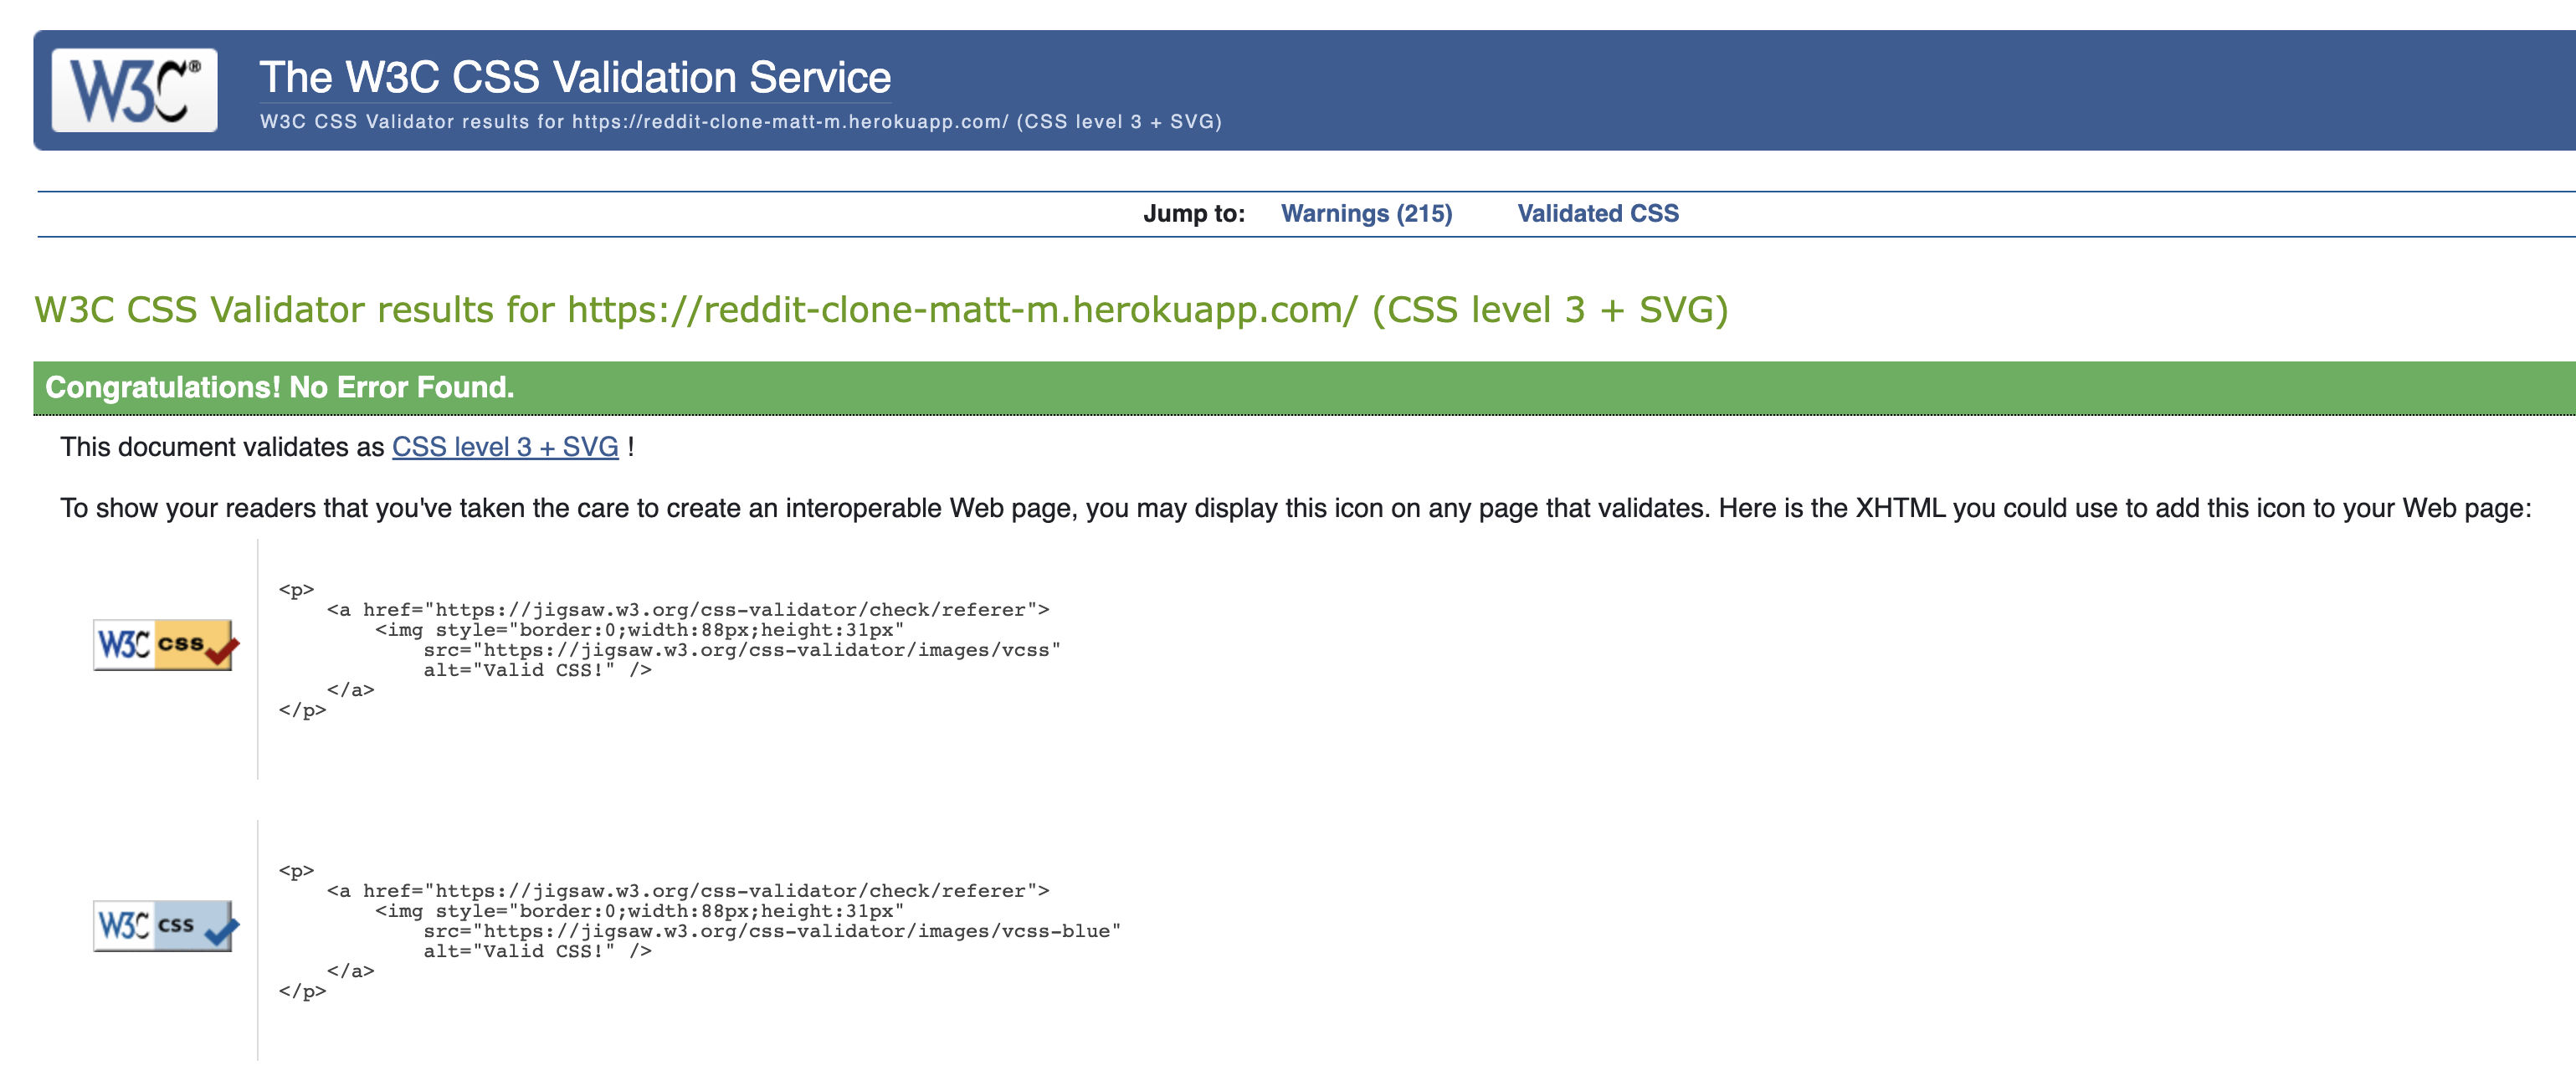 W3C®
The W3C CSS Validation Service
W3C CSS Validator results for https://reddit-clone-matt-m.herokuapp.com/ (CSS level 3 + SVG)
Jump to: Warnings (215) Validated CSS
W3C CSS Validator results for https://reddit-clone-matt-m.herokuapp.com/ (CSS level 3 + SVG)
Congratulations! No Error Found.
This document validates as CSS level 3 + SVG !
To show your readers that you've taken the care to create an interoperable Web page, you may display this icon on any page that validates. Here is the XHTML you could use to add this icon to your Web page:
W3C css
<p>
<a href="https://jigsaw.w3.org/css-validator/check/referer">
<img style="border:0;width:88px;height:31px"
src="https://jigsaw.w3.org/css-validator/images/vcss"
alt="Valid CSS!" />
</a>
</p>
W3C css
<p>
<a href="https://jigsaw.w3.org/css-validator/check/referer">
<img style="border:0;width:88px;height:31px"
src="https://jigsaw.w3.org/css-validator/images/vcss-blue"
alt="Valid CSS!" />
</a>
</p>